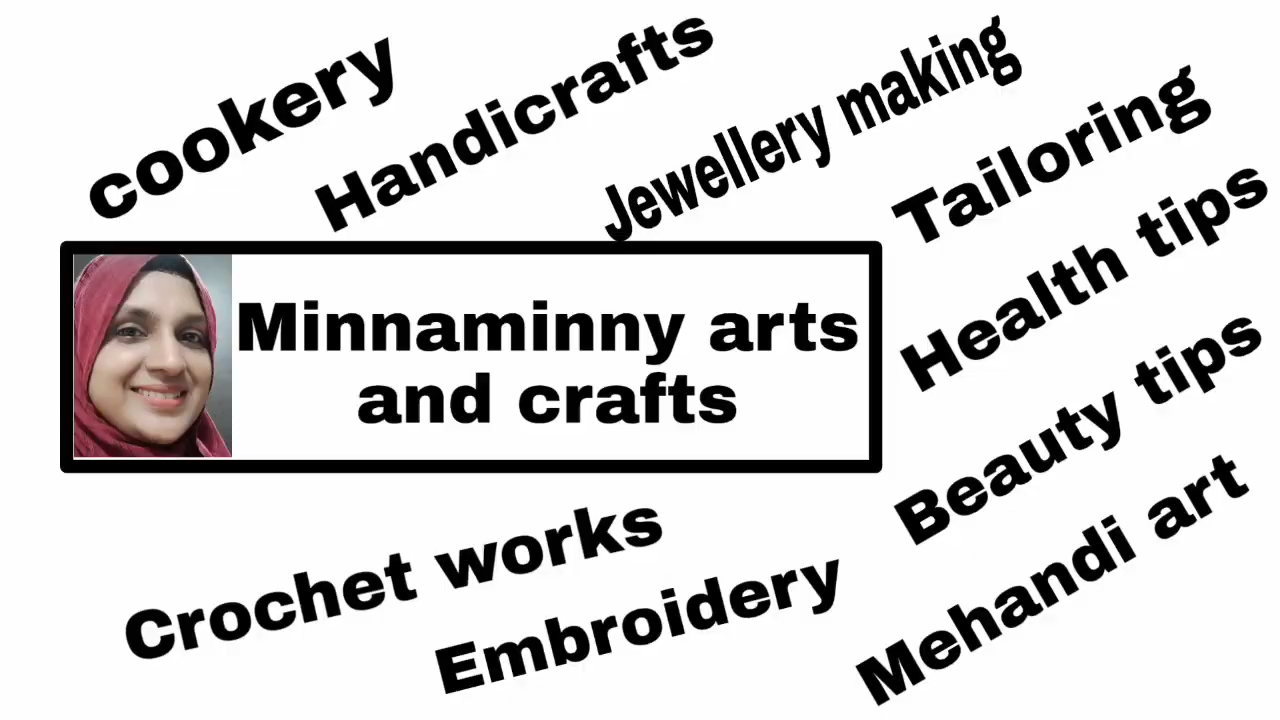 cookery
Handicrafts
Jewellery making
Tailoring
Health tips
Minnaminny arts
and crafts
Beauty tips
Mehandi art
Crochet works
Embroidery